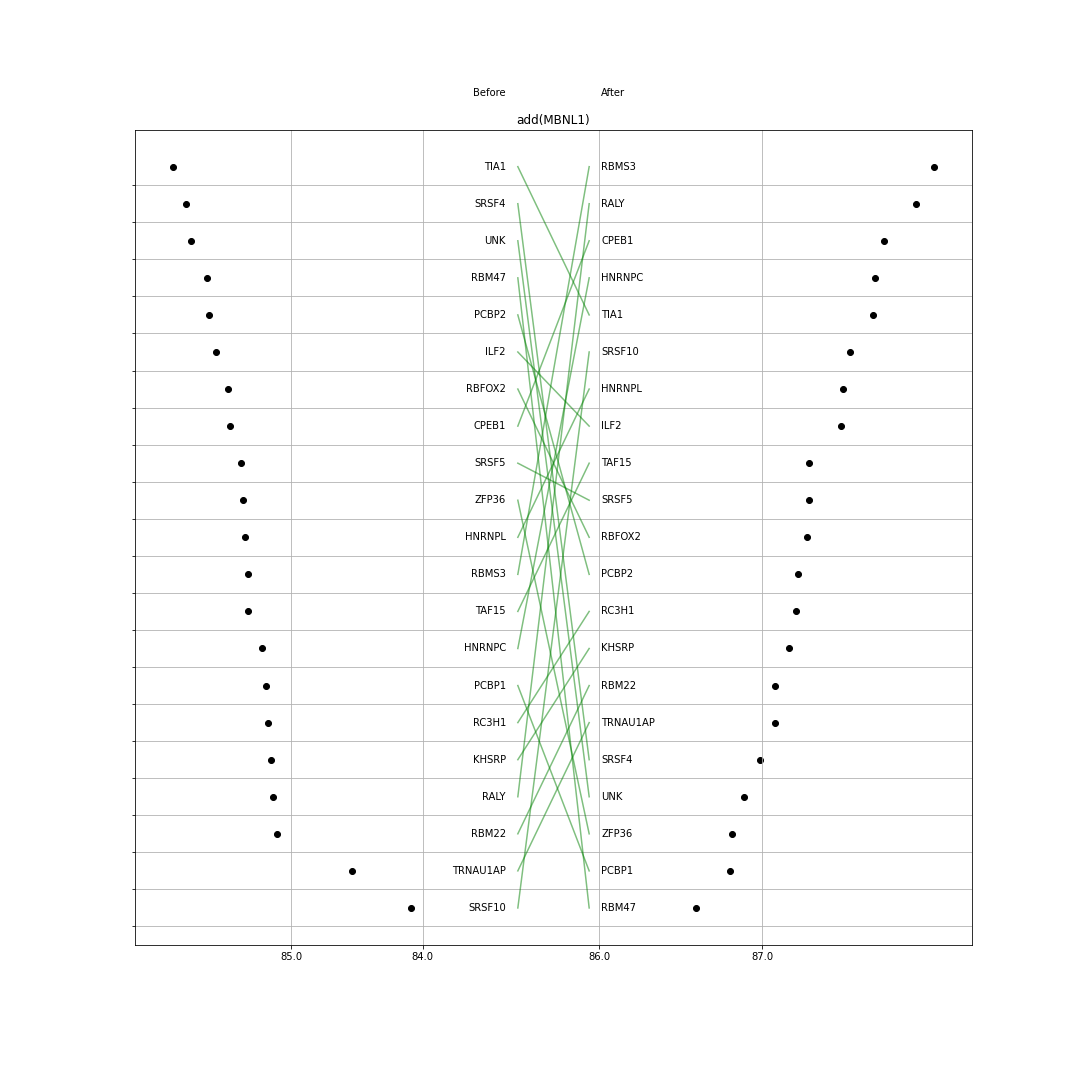 Before After
add(MBNL1)
TIA1 RBMS3
SRSF4 RALY
UNK CPEB1
RBM47 HNRNPC
PCBP2 TIA1
ILF2 SRSF10
RBFOX2 HNRNPL
CPEB1 ILF2
SRSF5 TAF15
ZFP36 SRSF5
HNRNPL RBFOX2
RBMS3 PCBP2
TAF15 RC3H1
HNRNPC KHSRP
PCBP1 RBM22
RC3H1 TRNAU1AP
KHSRP SRSF4
RALY UNK
RBM22 ZFP36
TRNAU1AP PCBP1
SRSF10 RBM47
85.0 84.0 86.0 87.0